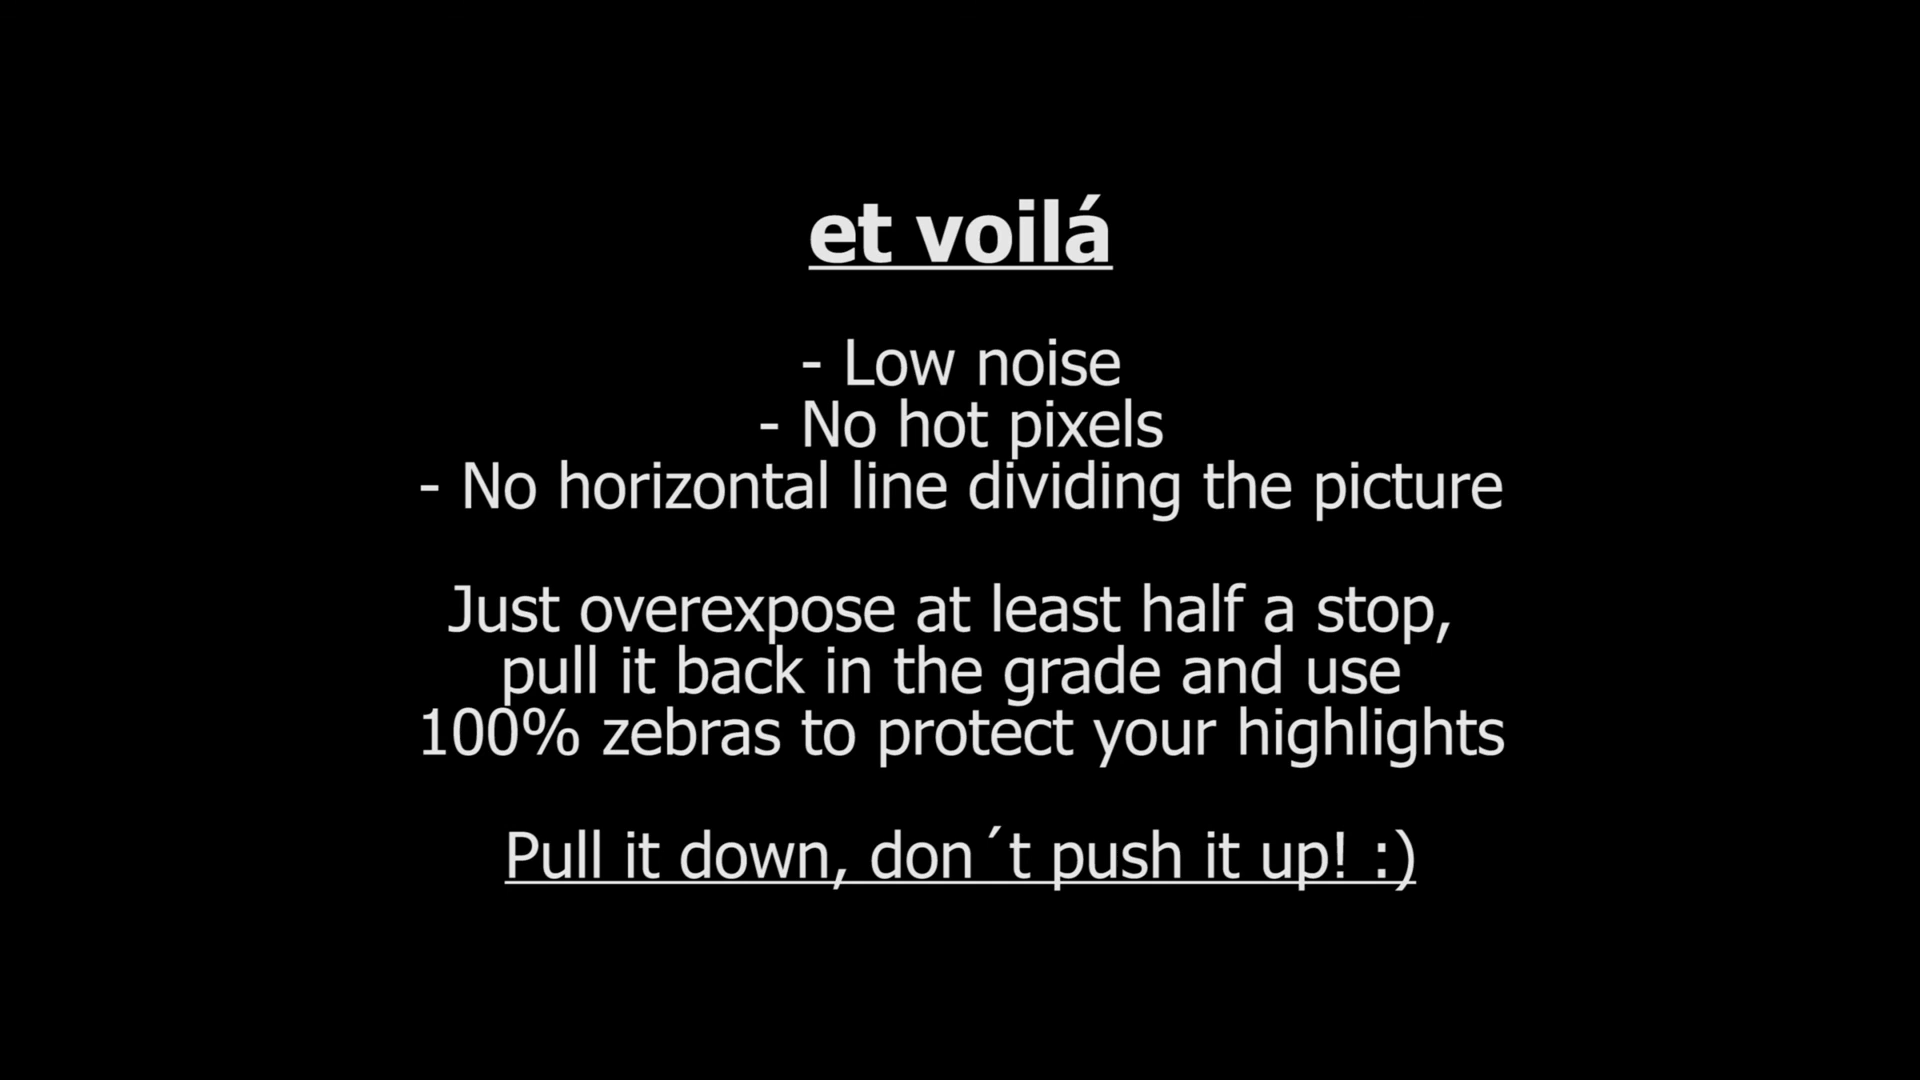 et voilá
- Low noise
- No hot pixels
- No horizontal line dividing the picture
Just overexpose at least half a stop,
pull it back in the grade and use
100% zebras to protect your highlights
Pull it down, don´t push it up! :)